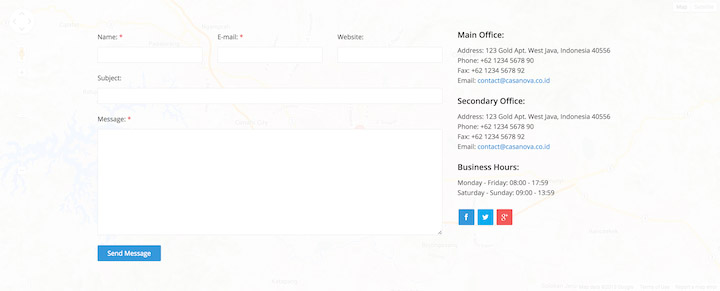 Name: *
E-mail: *
Website:
Subject:
Message: *
Send Message
Main Office:
Address: 123 Gold Apt. West Java, Indonesia 40556
Phone: +62 1234 5678 90
Fax: +62 1234 5678 92
Email: contact@casanova.co.id
Secondary Office:
Address: 123 Gold Apt. West Java, Indonesia 40556
Phone: +62 1234 5678 90
Fax: +62 1234 5678 92
Email: contact@casanova.co.id
Business Hours:
Monday - Friday: 08:00 - 17:59
Saturday - Sunday: 09:00 - 13:59